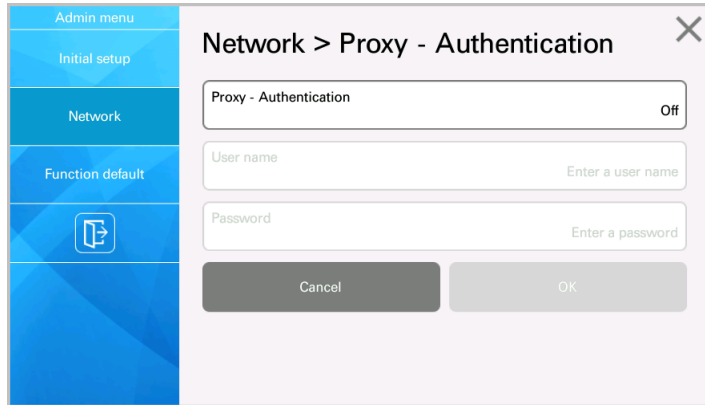 Admin menu
Initial setup
Network
Function default
Network > Proxy - Authentication
Proxy - Authentication
Off
User name
Enter a user name
Password
Enter a password
Cancel
OK